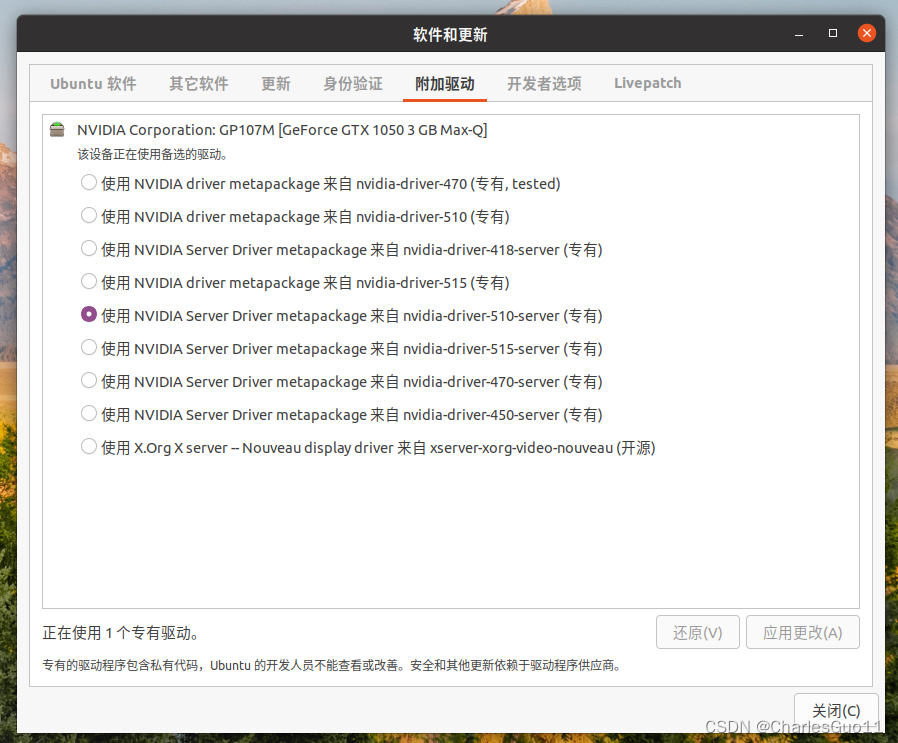 软件和更新
Ubuntu 软件 其它软件 更新 身份验证 附加驱动 开发者选项 Livepatch
NVIDIA Corporation: GP107M [GeForce GTX 1050 3 GB Max-Q]
该设备正在使用备选的驱动。
使用 NVIDIA driver metapackage 来自 nvidia-driver-470 (专有, tested)
使用 NVIDIA driver metapackage 来自 nvidia-driver-510 (专有)
使用 NVIDIA Server Driver metapackage 来自 nvidia-driver-418-server (专有)
使用 NVIDIA driver metapackage 来自 nvidia-driver-515 (专有)
使用 NVIDIA Server Driver metapackage 来自 nvidia-driver-510-server (专有)
使用 NVIDIA Server Driver metapackage 来自 nvidia-driver-515-server (专有)
使用 NVIDIA Server Driver metapackage 来自 nvidia-driver-470-server (专有)
使用 NVIDIA Server Driver metapackage 来自 nvidia-driver-450-server (专有)
使用 X.Org X server -- Nouveau display driver 来自 xserver-xorg-video-nouveau (开源)
正在使用 1 个专有驱动。 还原(V) 应用更改(A)
专有的驱动程序包含私有代码，Ubuntu 的开发人员不能查看或改善。安全和其他更新依赖于驱动程序供应商。
关闭(C)
CSDN @CharlesGuo11